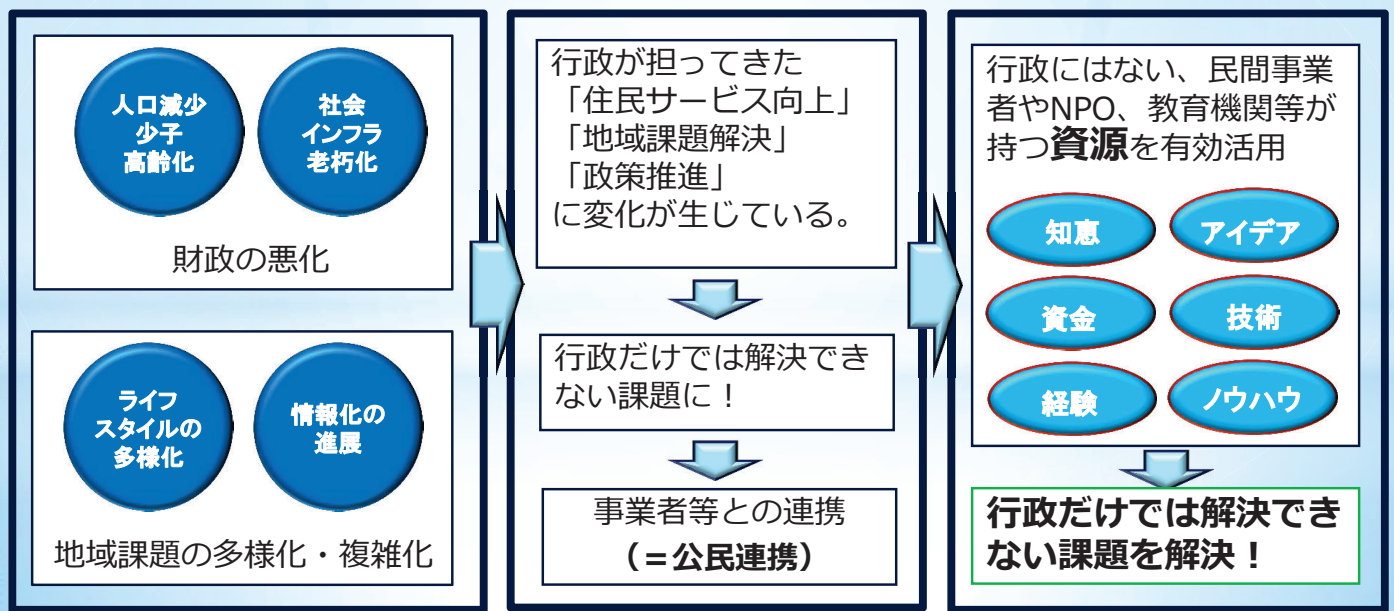 人口減少
少子
高齢化
社会
インフラ
老朽化
財政の悪化
ライフ
スタイルの
多様化
情報化の
進展
地域課題の多様化・複雑化
行政が担ってきた
「住民サービス向上」
「地域課題解決」
「政策推進」
に変化が生じている。
行政だけでは解決でき
ない課題に！
事業者等との連携
（＝公民連携）
行政にはない、民間事業
者やNPO、教育機関等が
持つ資源を有効活用
知恵
アイデア
資金
技術
経験
ノウハウ
行政だけでは解決でき
ない課題を解決！